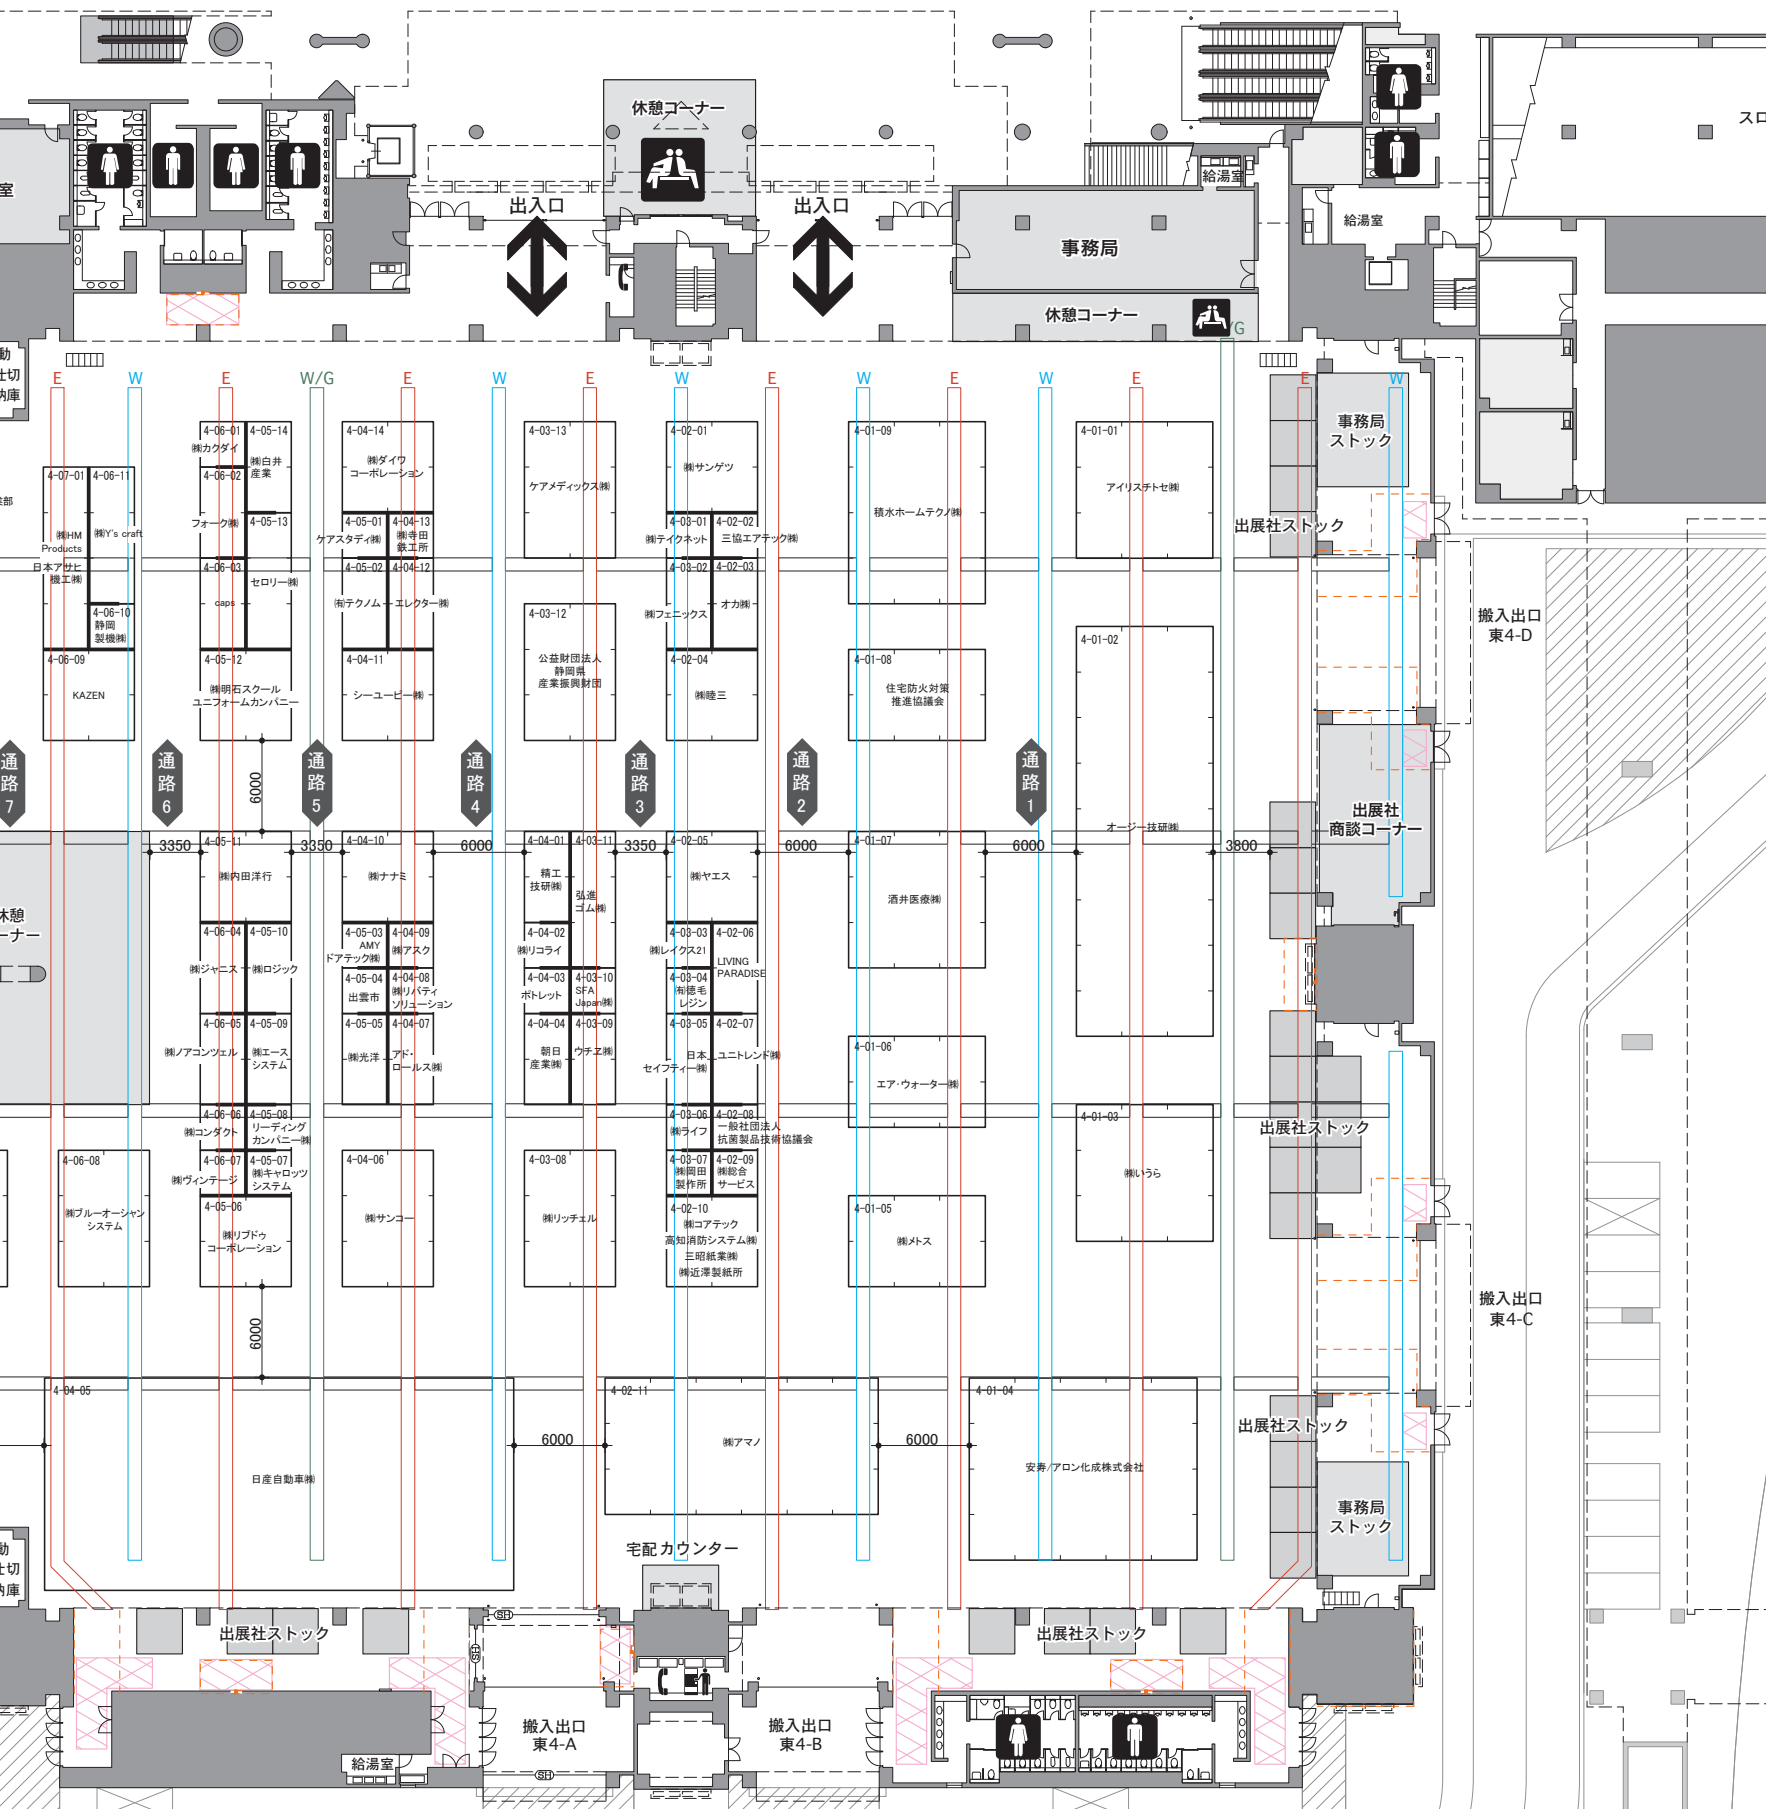 休憩コーナー
室
スロ
給湯室
給湯室
出入口
出入口
事務局
休憩コーナー
/G
動
仕切
納庫
E
W
E
W/G
E
W
E
W
E
W
E
W
E
E
W
4-06-01
㈱カクダイ
4-05-14
㈱白井
産業
4-04-14
㈱ダイワ
コーポレーション
4-03-13
ケアメディックス㈱
4-02-01
㈱サンゲツ
4-01-09
積水ホームテクノ㈱
4-01-01
アイリスチトセ㈱
事務局
ストック
出展社ストック
業部
4-07-01
㈱HM
Products
日本アサヒ
機工㈱
4-06-11
㈱Y's craft
4-06-02
フォーク㈱
4-05-13
セロリー㈱
4-06-03
caps
4-05-01
ケアスタディ㈱
4-04-13
㈱寺田
鉄工所
4-05-02
㈲テクノム
4-04-12
エレクター㈱
4-03-01
㈱テイクネット
4-02-02
三協エアテック㈱
4-03-02
㈱フェニックス
4-02-03
オカ㈱
4-06-10
静岡
製機㈱
4-03-12
公益財団法人
静岡県
産業振興財団
4-06-09
KAZEN
4-05-12
㈱明石スクール
ユニフォームカンパニー
4-04-11
シーユーピー㈱
4-02-04
㈱睦三
4-01-08
住宅防火対策
推進協議会
4-01-02
オージー技研㈱
搬入出口
東4-D
通路7
通路6
通路5
通路4
通路3
通路2
通路1
6000
出展社
商談コーナー
3350
3350
6000
3350
6000
6000
3800
4-05-11
㈱内田洋行
4-04-10
㈱ナナミ
4-04-01
精工
技研㈱
4-03-11
弘進
ゴム㈱
4-02-05
㈱ヤエス
4-01-07
酒井医療㈱
休憩
ーナー
4-06-04
㈱ジャニス
4-05-10
㈱ロジック
4-05-03
AMY
ドアテック㈱
4-04-09
㈱アスク
4-04-02
㈱リコライ
4-03-03
㈱レイクス21
4-02-06
LIVING
PARADISE
4-05-04
出雲市
4-04-08
㈱リバティ
ソリューション
4-04-03
ポトレット
4-03-10
SFA
Japan㈱
4-03-04
㈲徳毛
レジン
4-06-05
㈱ノアコンツェル
4-05-09
㈱エース
システム
4-05-05
㈱光洋
4-04-07
アド・
ロールス㈱
4-04-04
朝日
産業㈱
4-03-09
ウチヱ㈱
4-03-05
日本
セイフティー㈱
4-02-07
ユニトレンド㈱
4-01-06
エア・ウォーター㈱
4-06-06
㈱コンダクト
4-05-08
リーディング
カンパニー㈱
4-03-06
㈱ライフ
4-02-08
一般社団法人
抗菌製品技術協議会
4-01-03
㈱いうら
出展社ストック
4-06-08
㈱ブルーオーシャン
システム
4-06-07
㈱ヴィンテージ
4-05-07
㈱キャロッツ
システム
4-04-06
㈱サンコー
4-03-08
㈱リッチェル
4-03-07
㈱岡田
製作所
4-02-09
㈱総合
サービス
4-05-06
㈱リブドゥ
コーポレーション
4-02-10
㈱コアテック
高知消防システム㈱
三昭紙業㈱
㈱近澤製紙所
4-01-05
㈱メトス
搬入出口
東4-C
6000
4-04-05
日産自動車㈱
6000
4-02-11
㈱アマノ
6000
4-01-04
安寿/アロン化成株式会社
出展社ストック
事務局
ストック
動
仕切
納庫
宅配カウンター
出展社ストック
出展社ストック
SH
SH
SH
搬入出口
東4-A
搬入出口
東4-B
給湯室